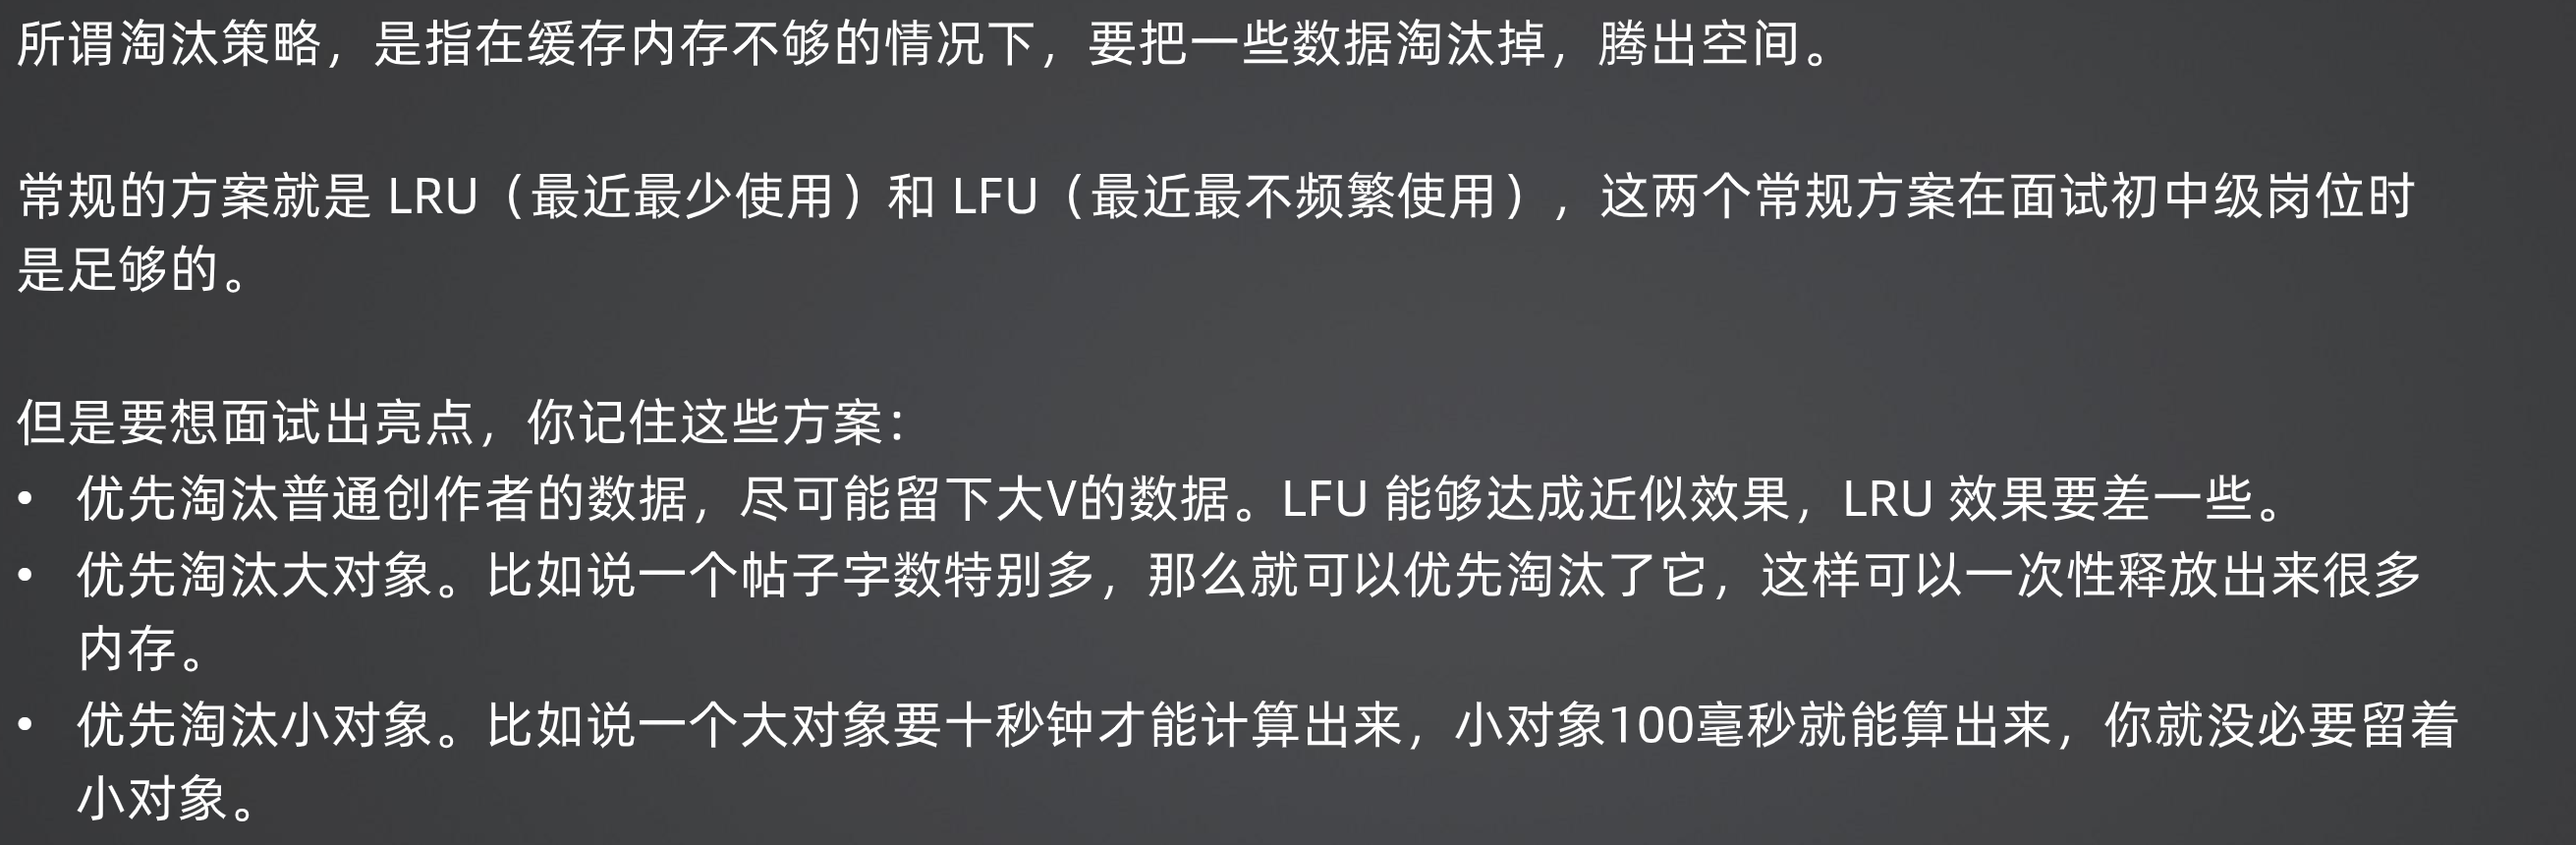 所谓淘汰策略，是指在缓存内存不够的情况下，要把一些数据淘汰掉，腾出空间。
常规的方案就是 LRU（最近最少使用）和 LFU（最近最不频繁使用），这两个常规方案在面试初中级岗位时
是足够的。
但是要想面试出亮点，你记住这些方案：
• 优先淘汰普通创作者的数据，尽可能留下大V的数据。LFU 能够达成近似效果，LRU 效果要差一些。
• 优先淘汰大对象。比如说一个帖子字数特别多，那么就可以优先淘汰了它，这样可以一次性释放出来很多
内存。
• 优先淘汰小对象。比如说一个大对象要十秒钟才能计算出来，小对象100毫秒就能算出来，你就没必要留着
小对象。